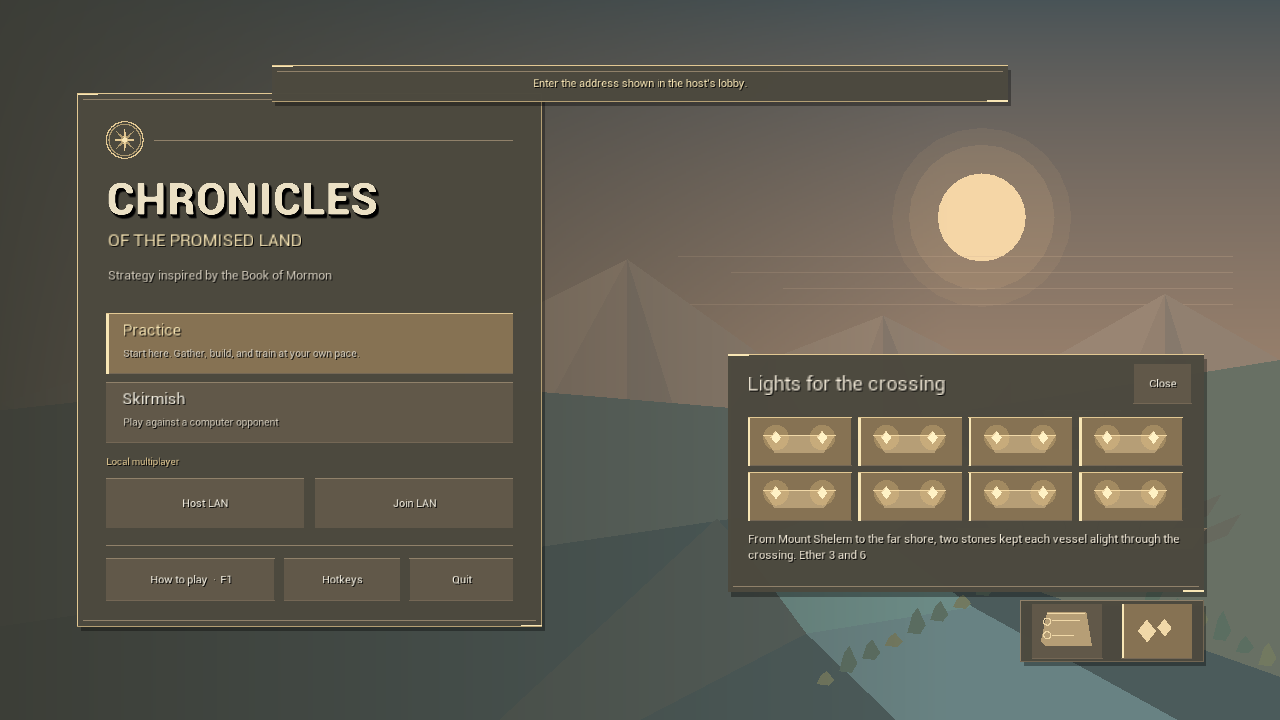 Enter the address shown in the host's lobby.
CHRONICLES
OF THE PROMISED LAND
Strategy inspired by the Book of Mormon
Practice
Start here. Gather, build, and train at your own pace.
Skirmish
Play against a computer opponent
Local multiplayer
Host LAN
Join LAN
How to play · F1
Hotkeys
Quit
Lights for the crossing
Close
From Mount Shelem to the far shore, two stones kept each vessel alight through the
crossing. Ether 3 and 6